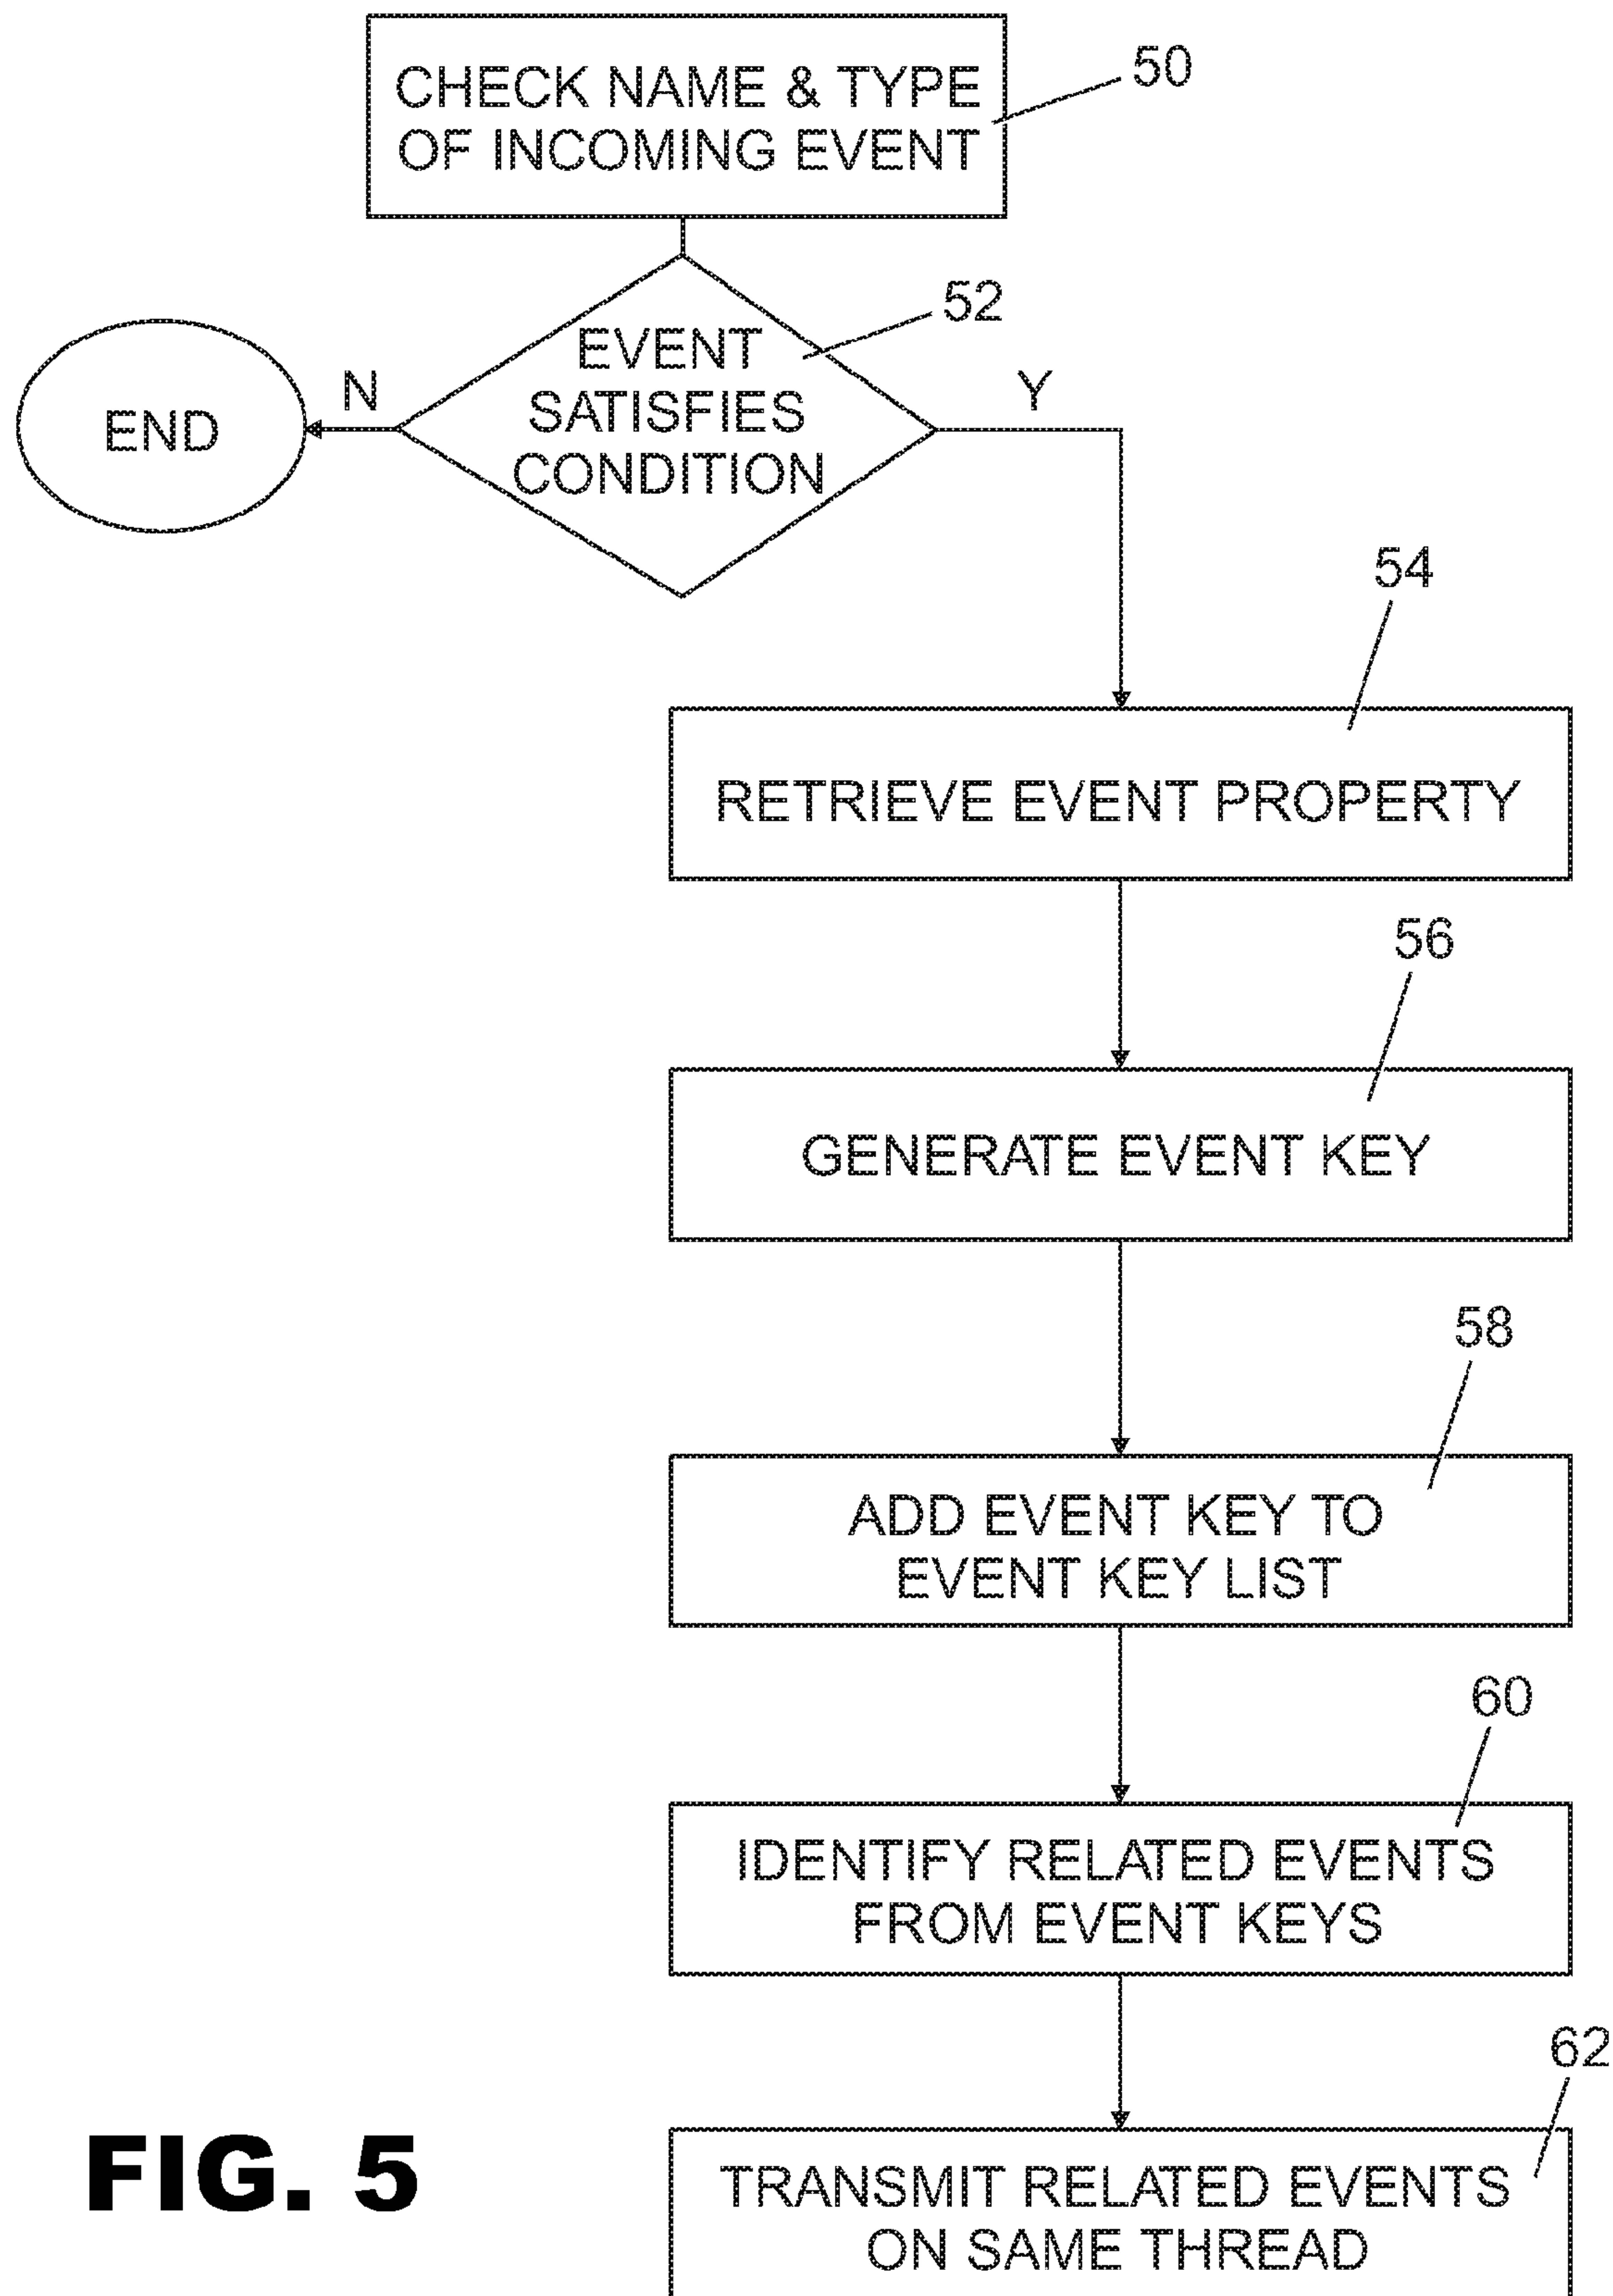 CHECK NAME & TYPE
OF INCOMING EVENT
50
EVENT
SATISFIES
CONDITION
52
N
Y
END
54
RETRIEVE EVENT PROPERTY
56
GENERATE EVENT KEY
58
ADD EVENT KEY TO
EVENT KEY LIST
60
IDENTIFY RELATED EVENTS
FROM EVENT KEYS
62
TRANSMIT RELATED EVENTS
ON SAME THREAD
FIG. 5